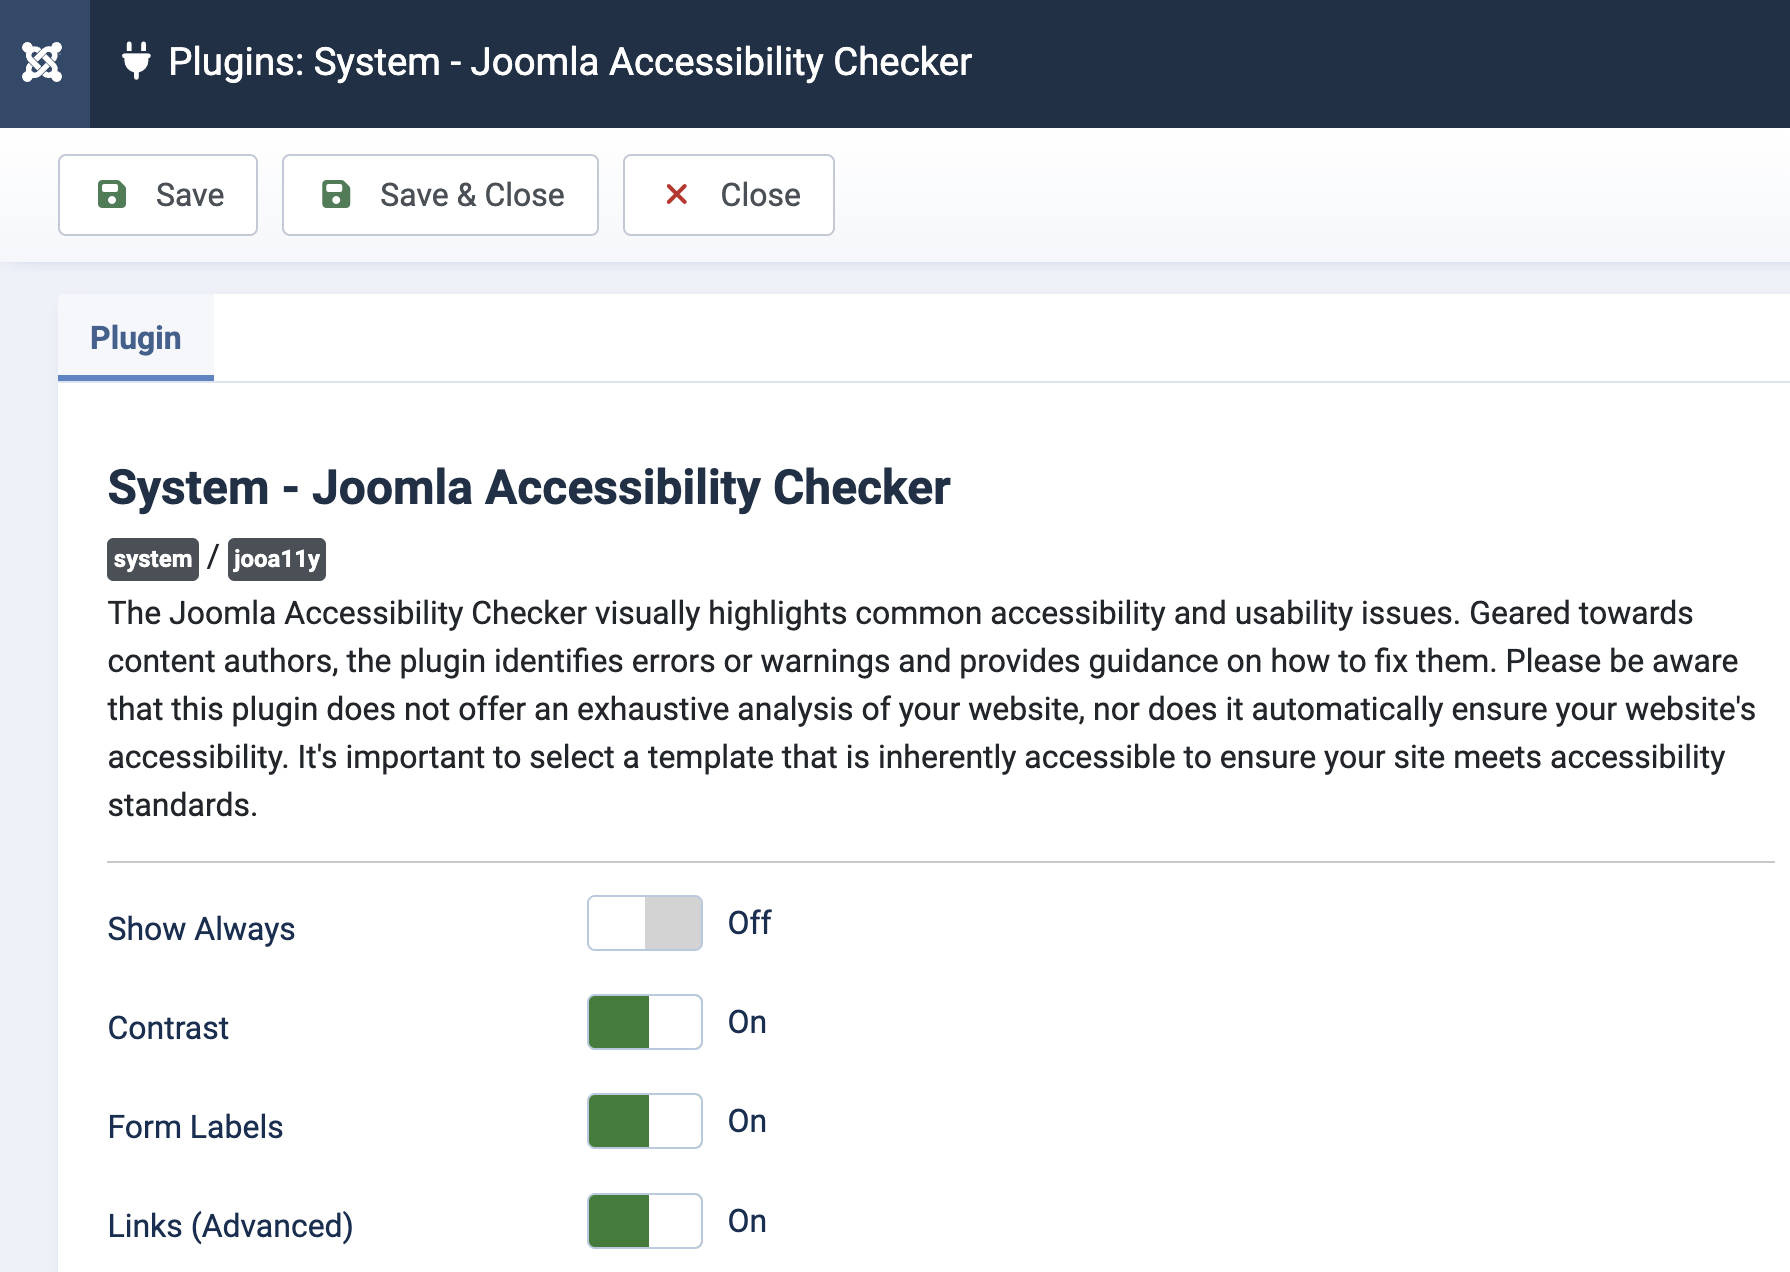 Plugins: System - Joomla Accessibility Checker
Save
Save & Close
Close
Plugin
System - Joomla Accessibility Checker
system / jooa11y
The Joomla Accessibility Checker visually highlights common accessibility and usability issues. Geared towards
content authors, the plugin identifies errors or warnings and provides guidance on how to fix them. Please be aware
that this plugin does not offer an exhaustive analysis of your website, nor does it automatically ensure your website's
accessibility. It's important to select a template that is inherently accessible to ensure your site meets accessibility
standards.
Show Always
Off
Contrast
On
Form Labels
On
Links (Advanced)
On